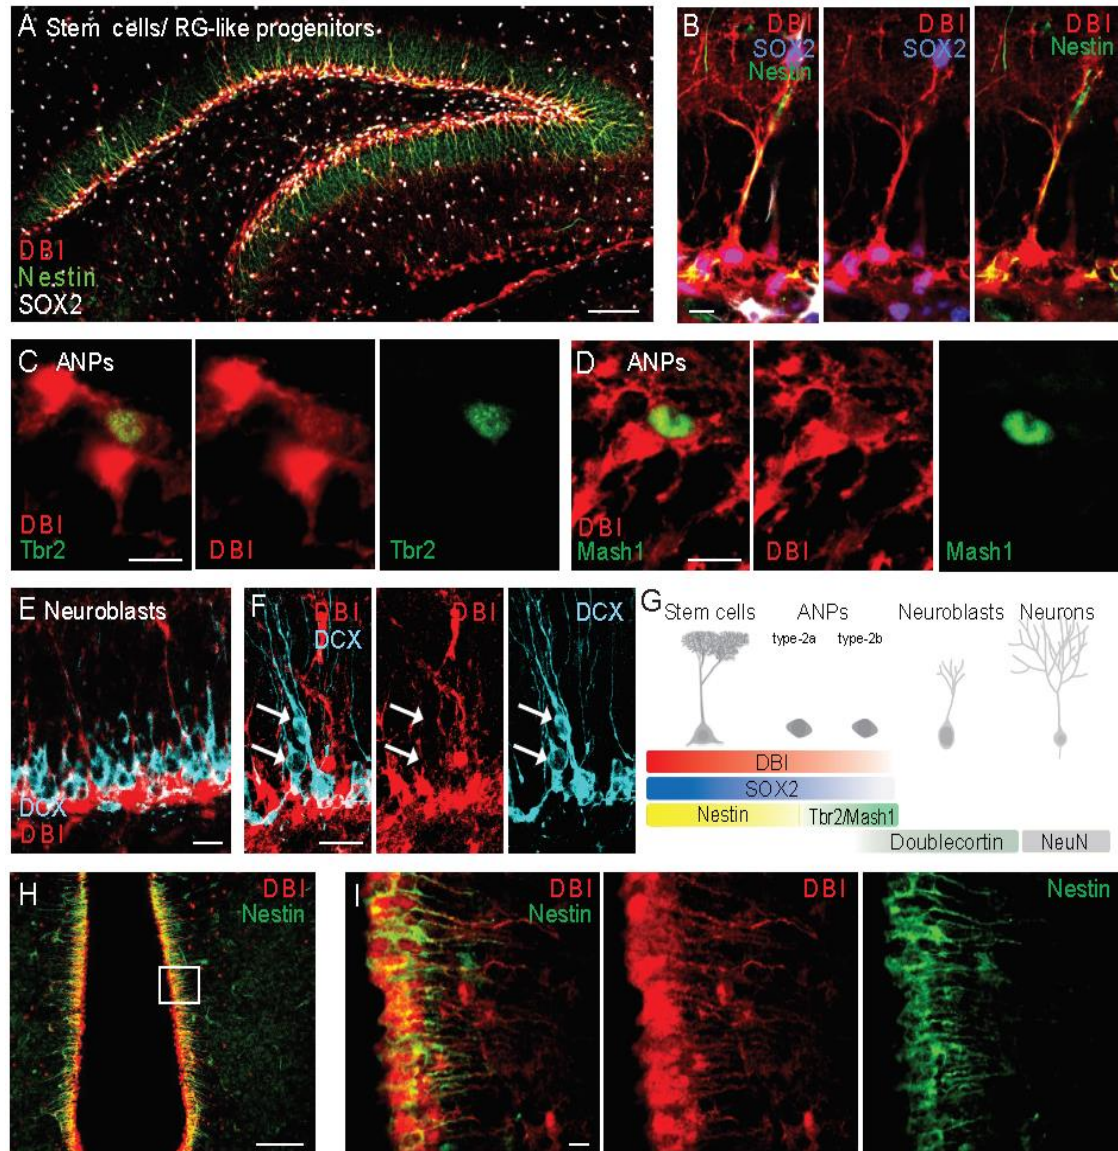 A Stem cells/ RG-like progenitors
DBI
Nestin
SOX2
B
DBI
SOX2
Nestin
DBI
SOX2
DBI
Nestin
C ANPs
DBI
Tbr2
DBI
Tbr2
D ANPs
DBI
Mash1
DBI
Mash1
E Neuroblasts
DCX
DBI
F
DBI
DCX
DBI
DCX
G
Stem cells ANPs Neuroblasts Neurons
type-2a type-2b
DBI
SOX2
Nestin Tbr2/Mash1
Doublecortin NeuN
H
DBI
Nestin
I
DBI
Nestin
DBI
Nestin